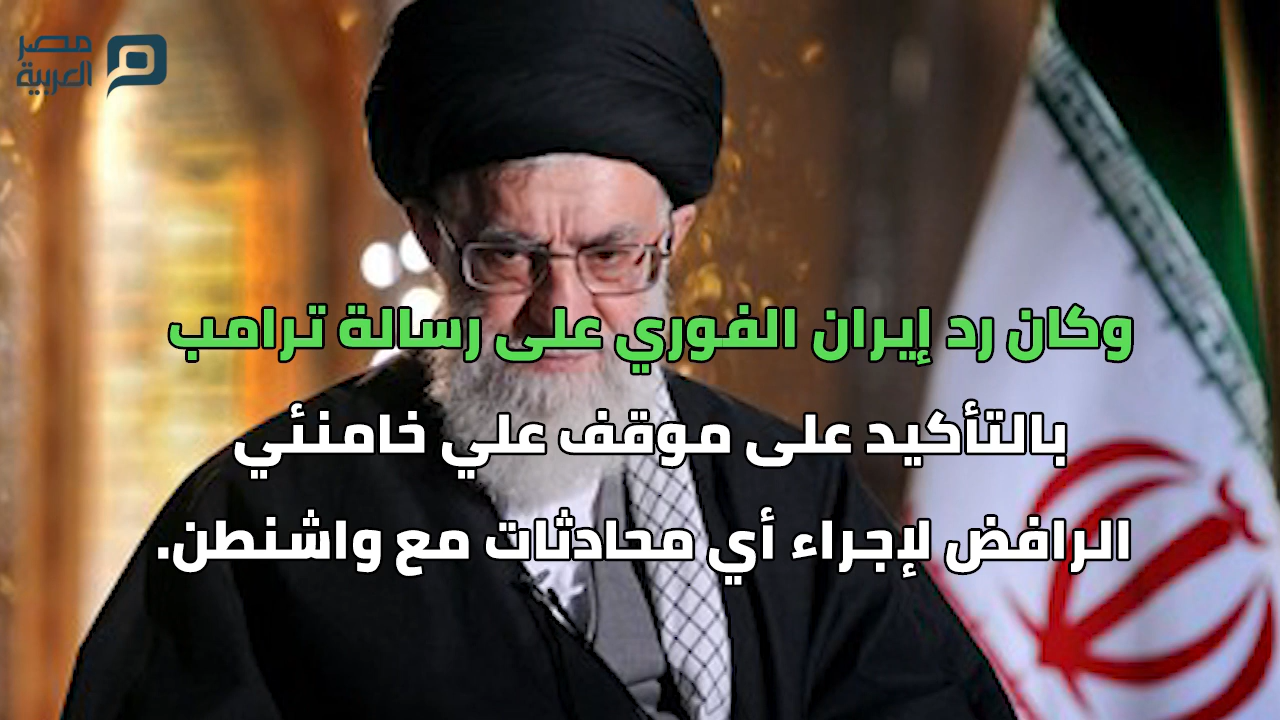 مصر
العربية
وكان رد إيران الفوري على رسالة ترامب
بالتأكيد على موقف علي خامنئي
الرافض لإجراء أي محادثات مع واشنطن.